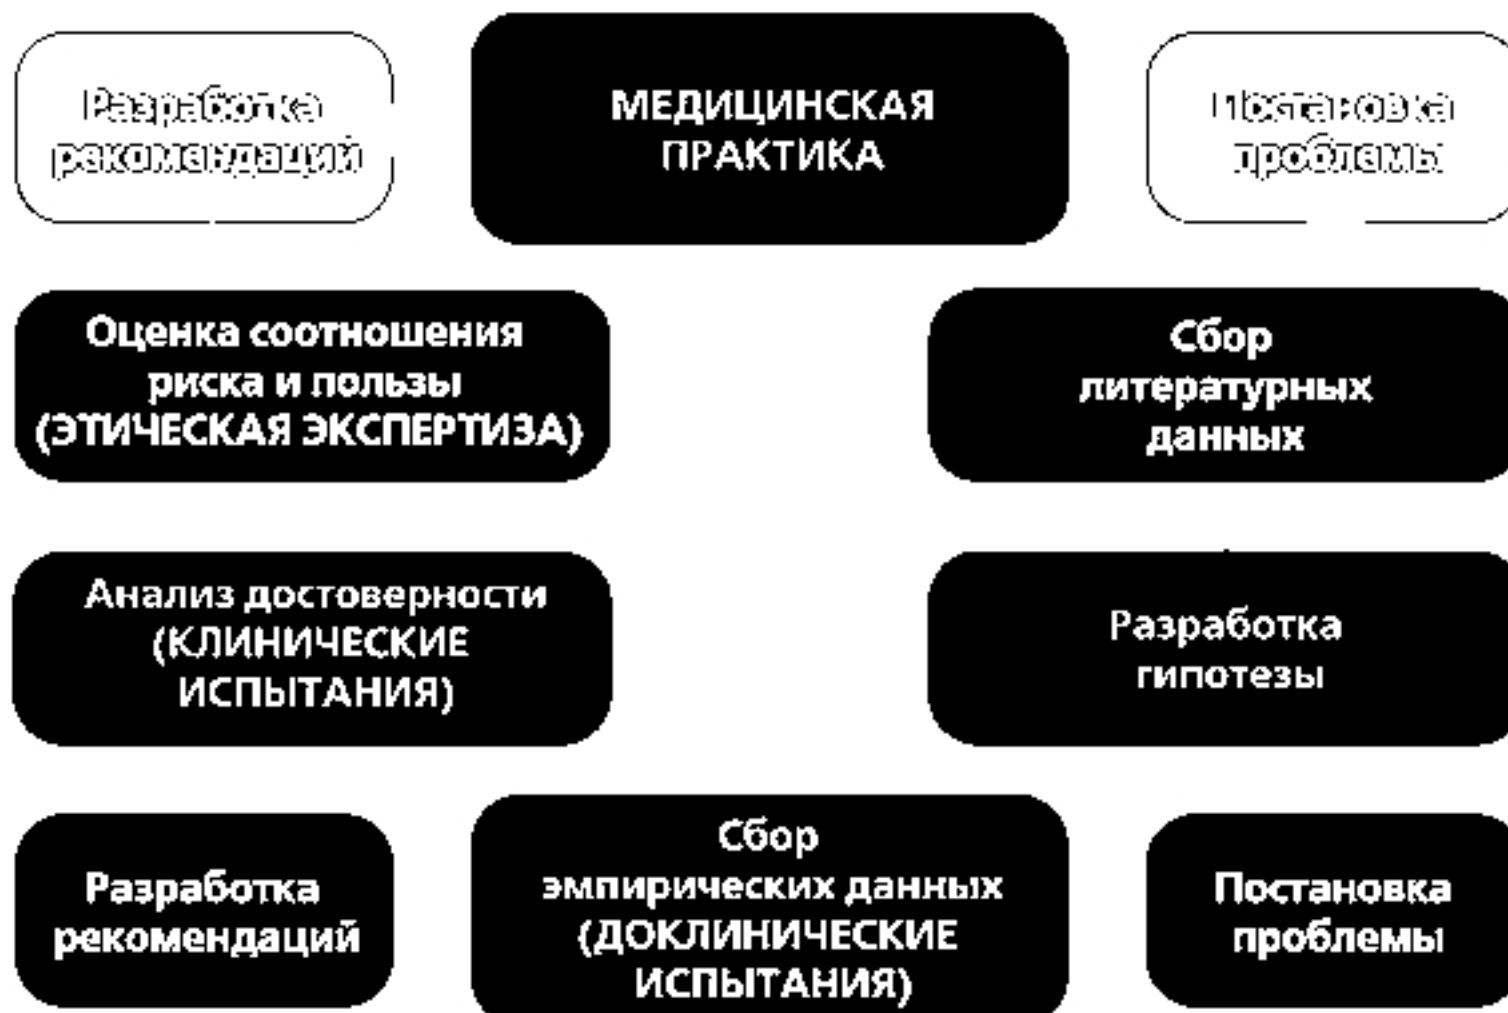 Разработка
рекомендаций
МЕДИЦИНСКАЯ
ПРАКТИКА
Постановка
проблемы
Оценка соотношения
риска и пользы
(ЭТИЧЕСКАЯ ЭКСПЕРТИЗА)
Сбор
литературных
данных
Анализ достоверности
(КЛИНИЧЕСКИЕ
ИСПЫТАНИЯ)
Разработка
гипотезы
Разработка
рекомендаций
Сбор
эмпирических данных
(ДОКЛИНИЧЕСКИЕ
ИСПЫТАНИЯ)
Постановка
проблемы